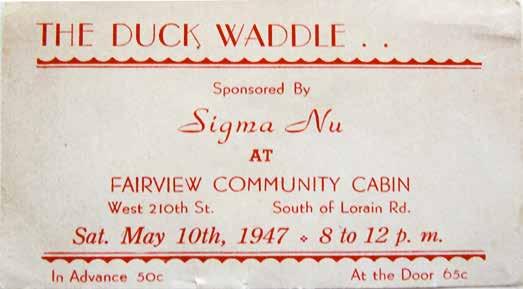 THE DUCK WADDLE . .
Sponsored By
Sigma Nu
AT
FAIRVIEW COMMUNITY CABIN
West 210th St. South of Lorain Rd.
Sat. May 10th, 1947 ❖ 8 to 12 p. m.
In Advance 50c At the Door 65c